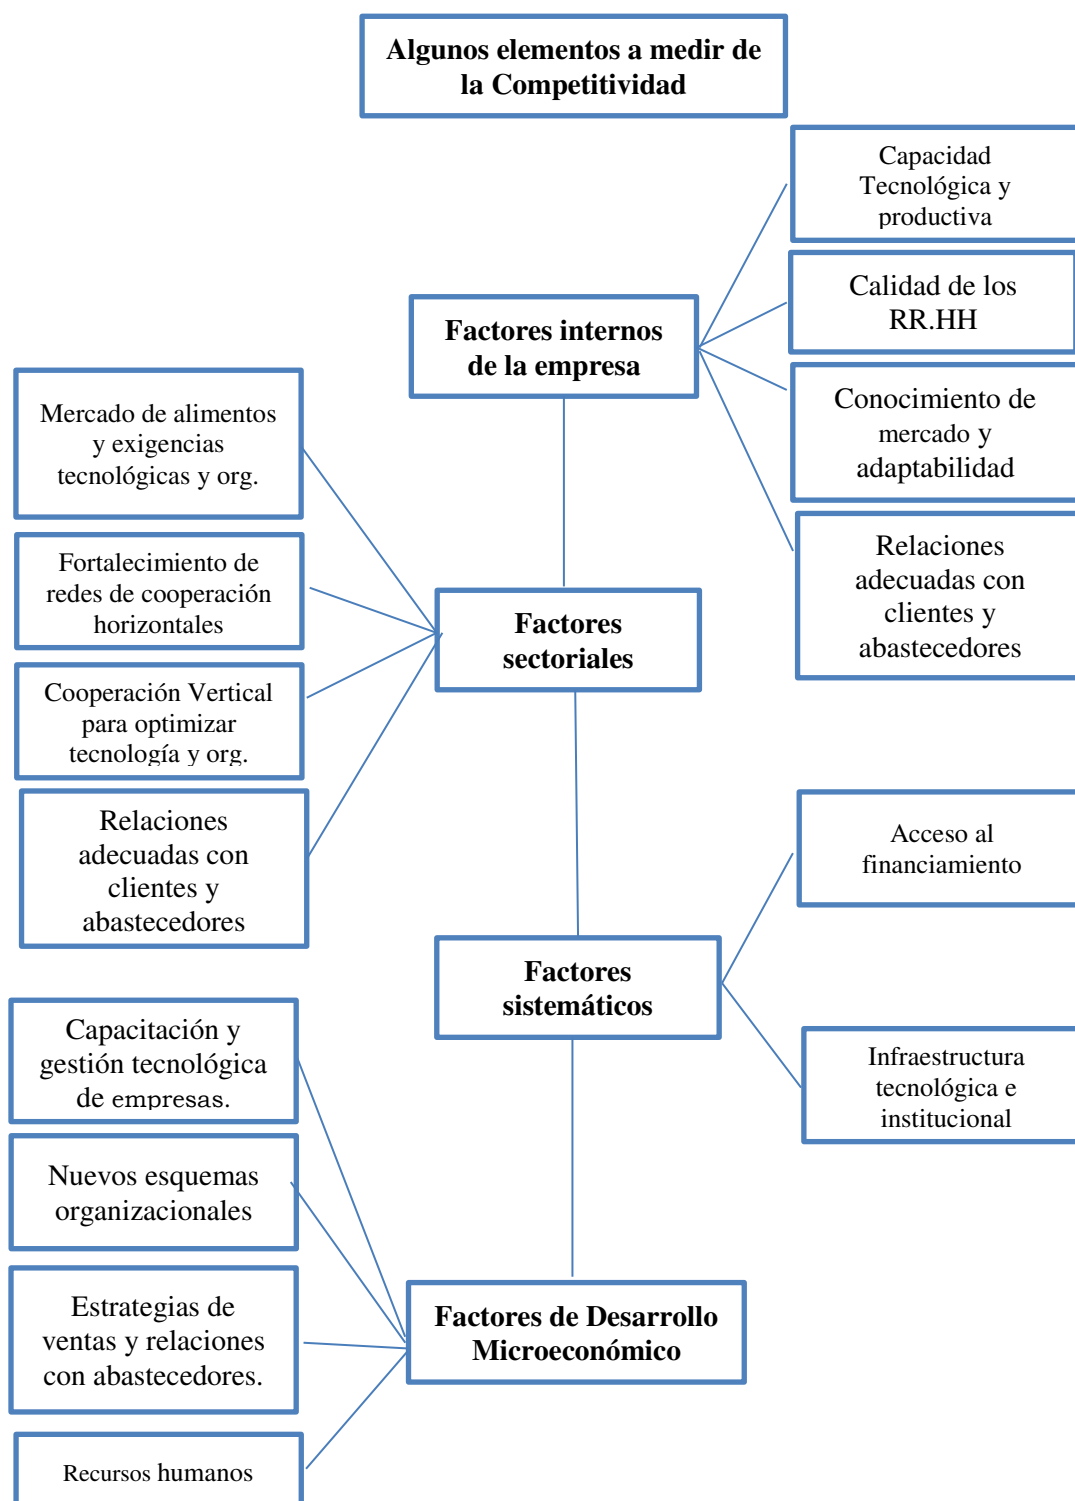 Algunos elementos a medir de
la Competitividad
Capacidad
Tecnológica y
productiva
Calidad de los
RR.HH
Factores internos
de la empresa
Conocimiento de
mercado y
adaptabilidad
Relaciones
adecuadas con
clientes y
abastecedores
Mercado de alimentos
y exigencias
tecnológicas y org.
Fortalecimiento de
redes de cooperación
horizontales
Factores
sectoriales
Cooperación Vertical
para optimizar
tecnología y org.
Relaciones
adecuadas con
clientes y
abastecedores
Acceso al
financiamiento
Factores
sistemáticos
Infraestructura
tecnológica e
institucional
Capacitación y
gestión tecnológica
de empresas.
Nuevos esquemas
organizacionales
Estrategias de
ventas y relaciones
con abastecedores.
Factores de Desarrollo
Microeconómico
Recursos humanos